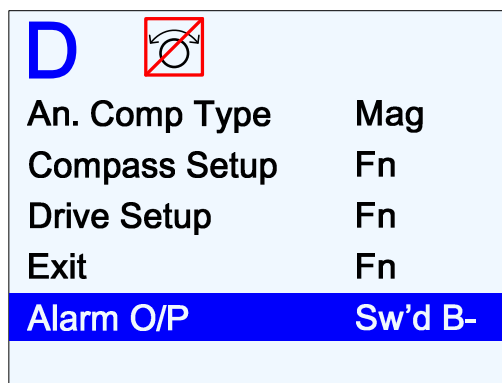 D
An. Comp Type Mag
Compass Setup Fn
Drive Setup Fn
Exit Fn
Alarm O/P Sw’d B-